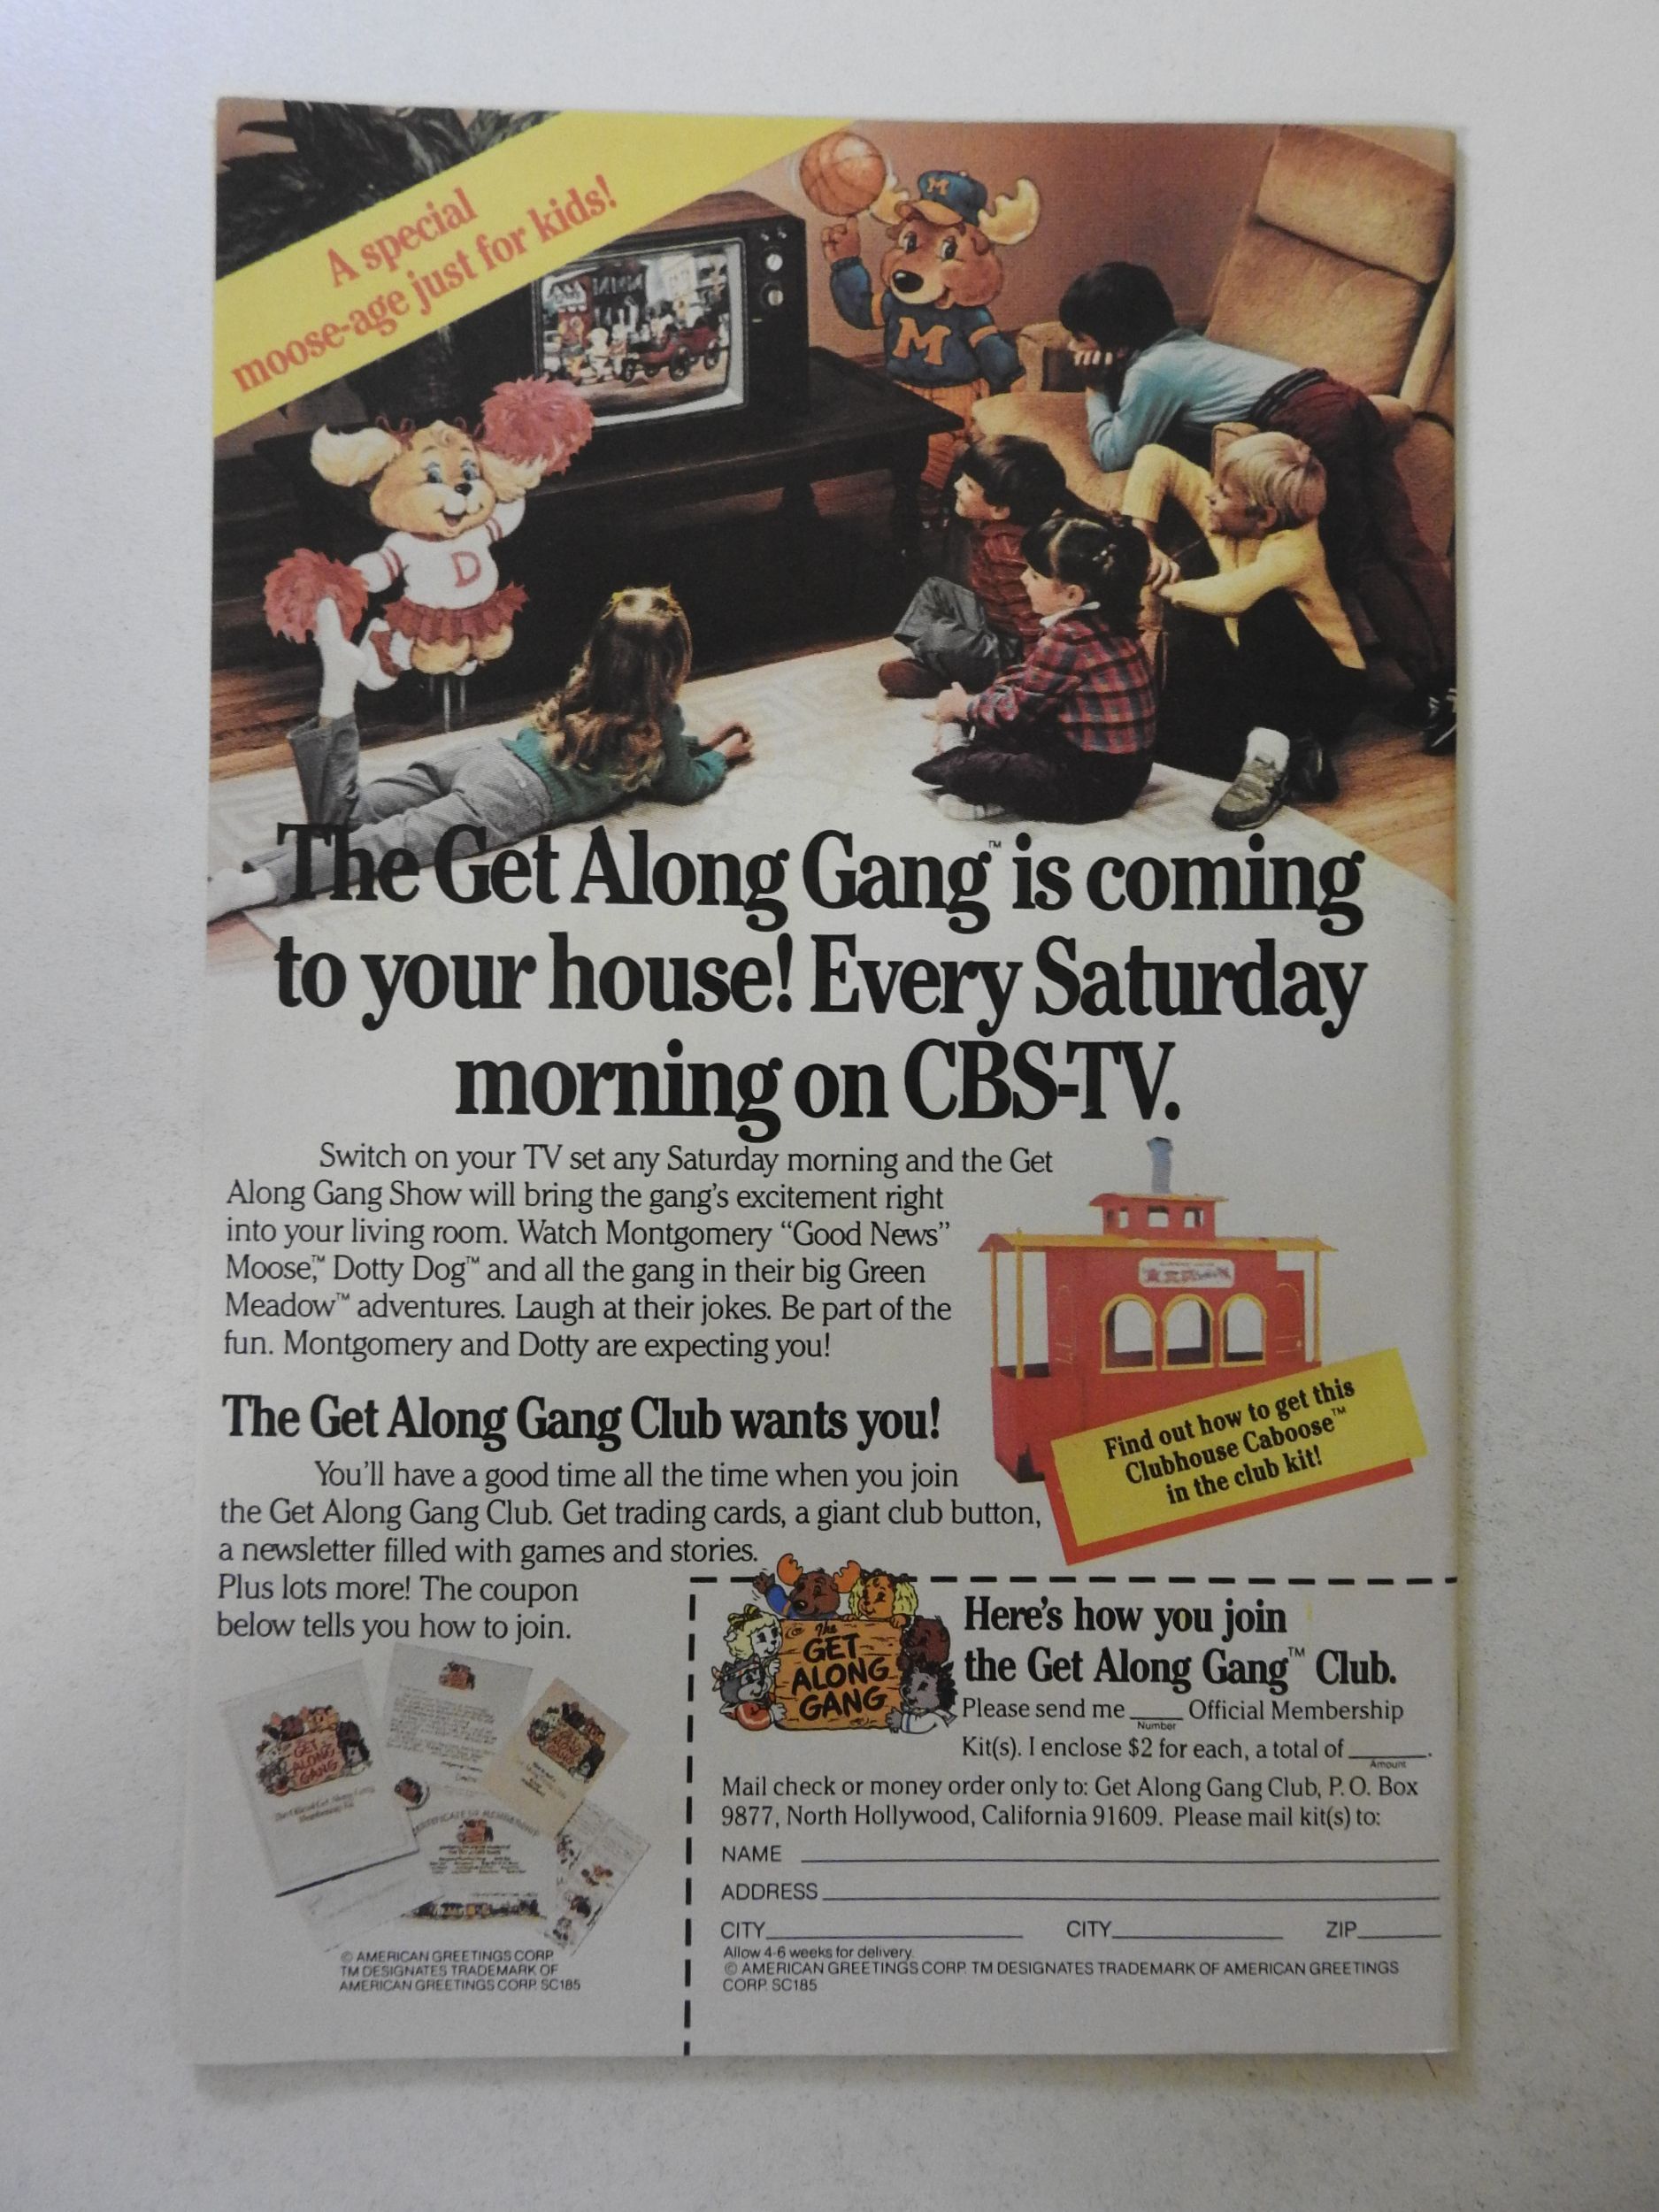 A special
moose-age just for kids!
M
M
D
The Get Along Gang™ is coming
to your house! Every Saturday
morning on CBS-TV.
Switch on your TV set any Saturday morning and the Get
Along Gang Show will bring the gang's excitement right
into your living room. Watch Montgomery “Good News”
Moose,™ Dotty Dog™ and all the gang in their big Green
Meadow™ adventures. Laugh at their jokes. Be part of the
fun. Montgomery and Dotty are expecting you!
Find out how to get this
Clubhouse Caboose™
in the club kit!
The Get Along Gang Club wants you!
You'll have a good time all the time when you join
the Get Along Gang Club. Get trading cards, a giant club button,
a newsletter filled with games and stories.
Plus lots more! The coupon
below tells you how to join.
GET
ALONG
GANG
CERTIFICATE OF MEMBERSHIP
© AMERICAN GREETINGS CORP.
TM DESIGNATES TRADEMARK OF
AMERICAN GREETINGS CORP. SC185
The
GET
ALONG
GANG
Here's how you join
the Get Along Gang™ Club.
Please send me ____ Official Membership
Number
Kit(s). I enclose $2 for each, a total of ______.
Amount
Mail check or money order only to: Get Along Gang Club, P.O. Box
9877, North Hollywood, California 91609. Please mail kit(s) to:
NAME
ADDRESS
CITY CITY ZIP
Allow 4-6 weeks for delivery.
© AMERICAN GREETINGS CORP. TM DESIGNATES TRADEMARK OF AMERICAN GREETINGS
CORP. SC185